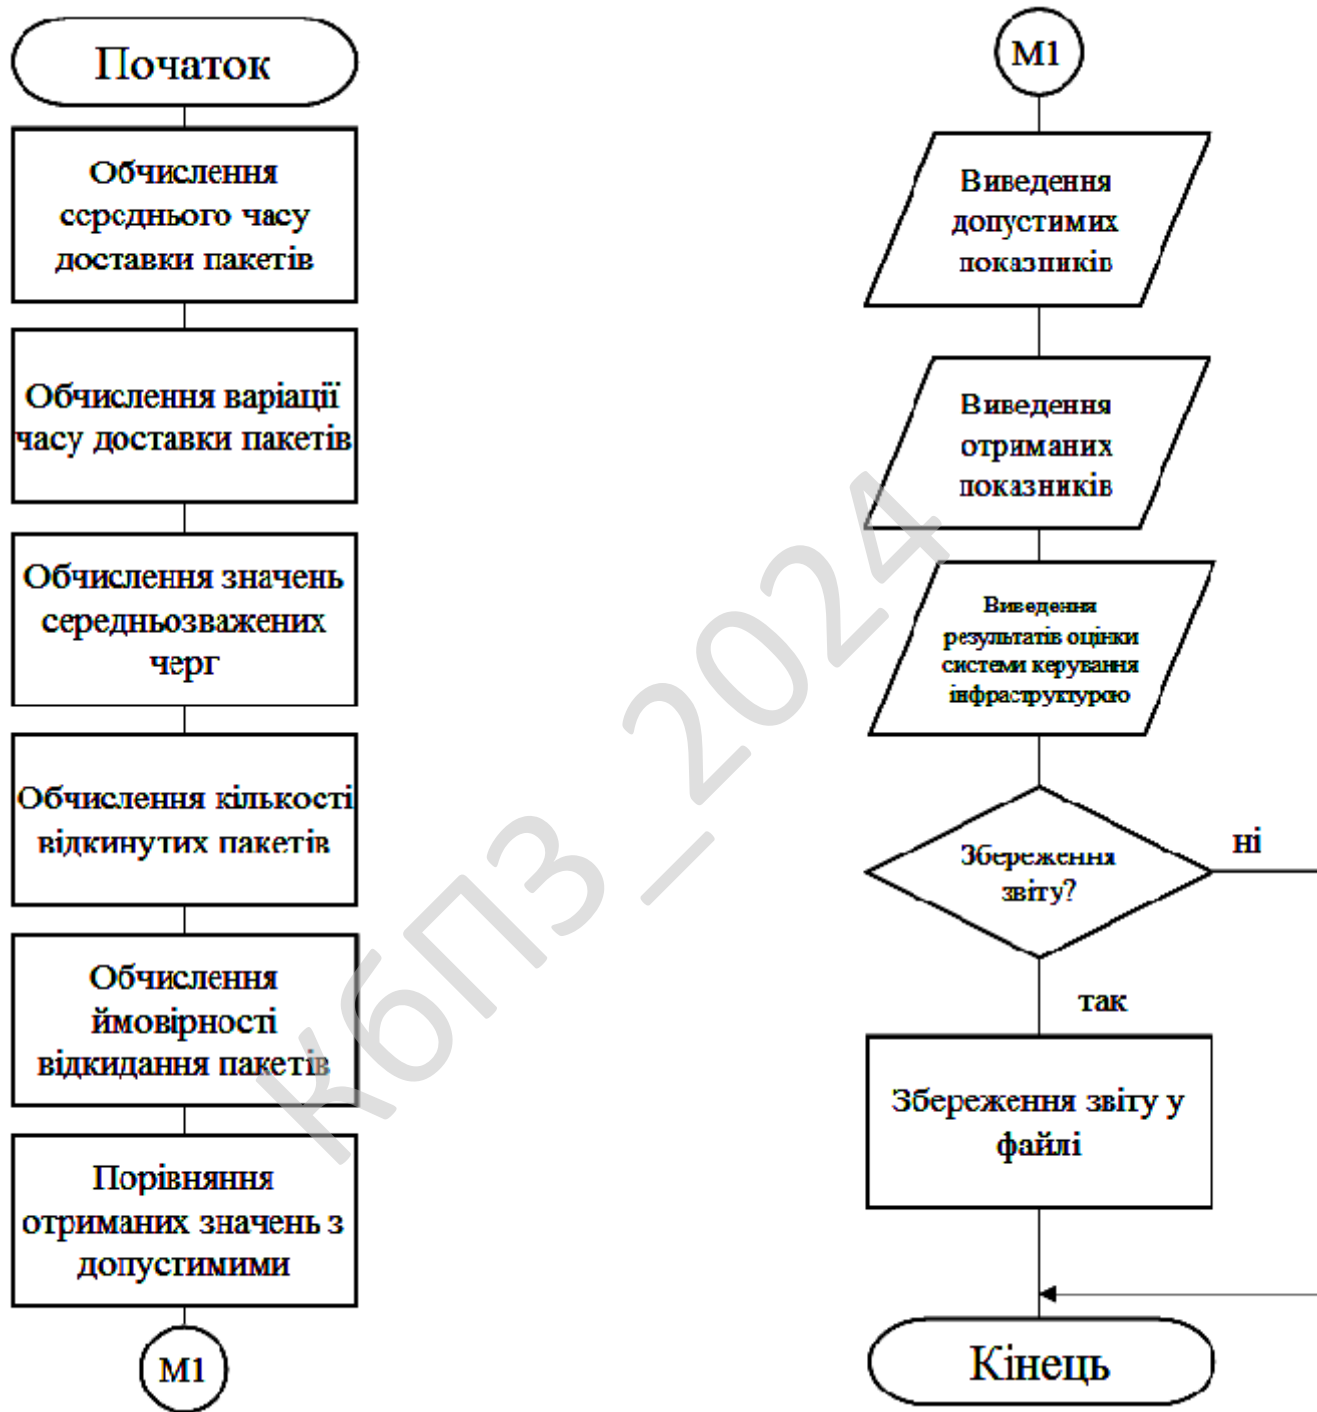 Початок
Обчислення
середнього часу
доставки пакетів
Обчислення варіації
часу доставки пакетів
Обчислення значень
середньозважених
черг
Обчислення кількості
відкинутих пакетів
Обчислення
ймовірності
відкидання пакетів
Порівняння
отриманих значень з
допустимими
М1
М1
Виведення
допустимих
показників
Виведення
отриманих
показників
Виведення
результатів оцінки
системи керування
інфраструктурою
Збереження
звіту?
ні
так
Збереження звіту у
файлі
Кінець
КбПЗ_2024